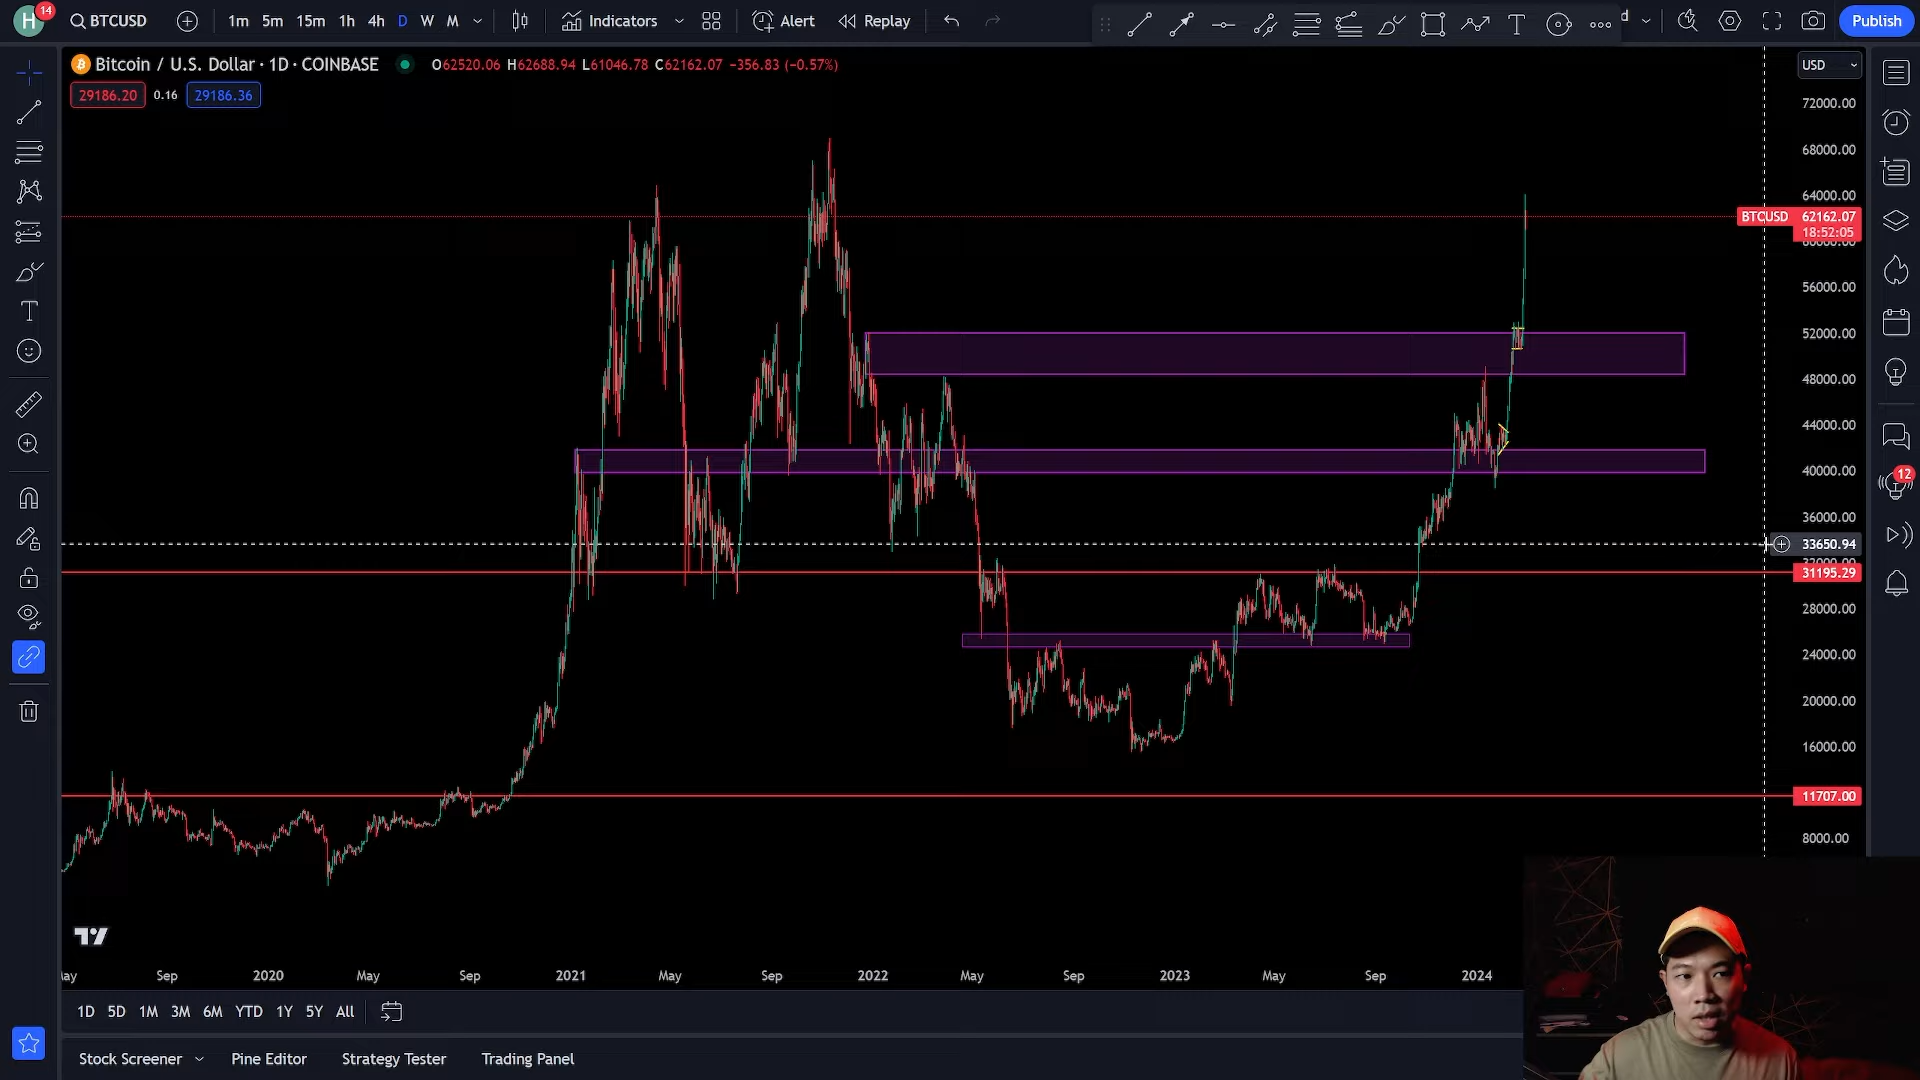 H 14 BTCUSD 1m 5m 15m 1h 4h D W M Indicators Alert Replay d Publish
Bitcoin / U.S. Dollar · 1D · COINBASE O62520.06 H62688.94 L61046.78 C62162.07 −356.83 (−0.57%)
USD
29186.20 0.16 29186.36
72000.00
68000.00
64000.00
BTCUSD 62162.07
18:52:05
60000.00
56000.00
52000.00
48000.00
44000.00
40000.00
12
36000.00
33650.94
31195.29
28000.00
24000.00
20000.00
16000.00
11707.00
8000.00
May Sep 2020 May Sep 2021 May Sep 2022 May Sep 2023 May Sep 2024
1D 5D 1M 3M 6M YTD 1Y 5Y All
Stock Screener Pine Editor Strategy Tester Trading Panel